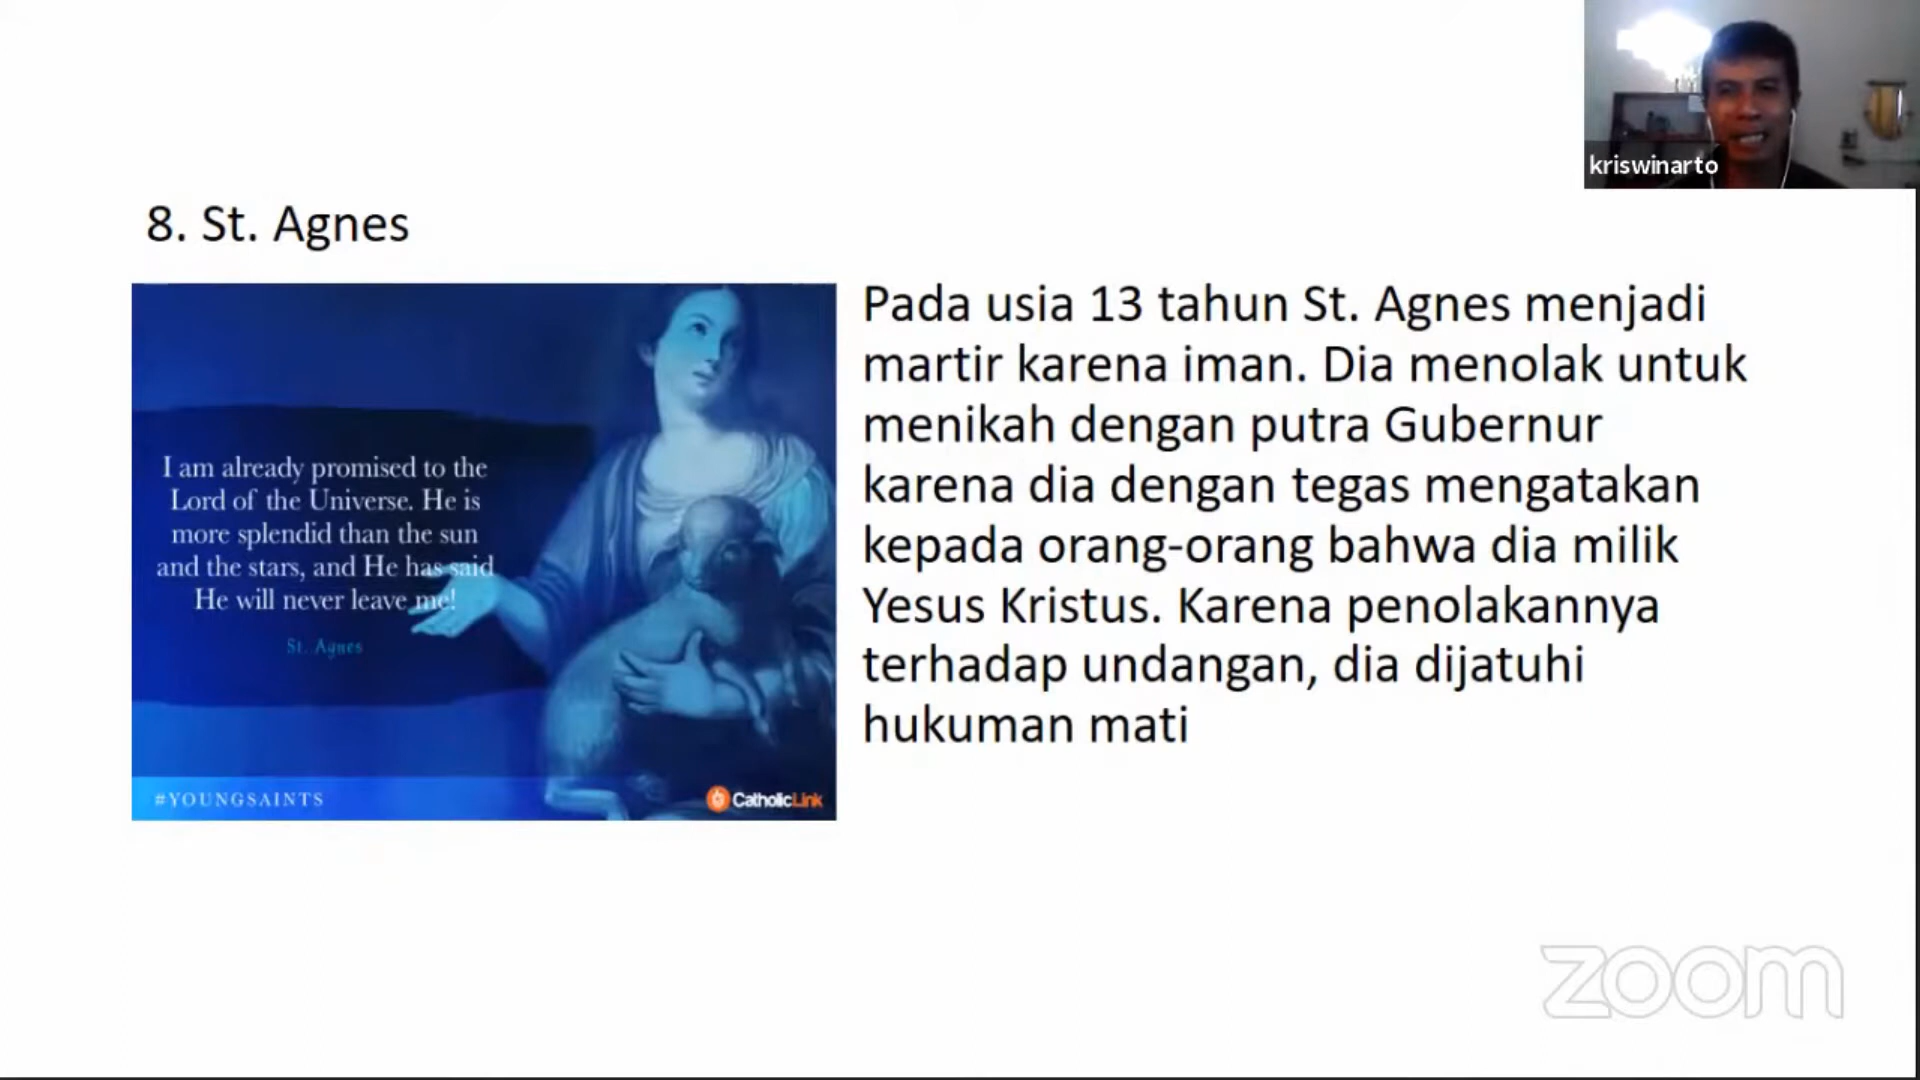 kriswinarto
8. St. Agnes
I am already promised to the
Lord of the Universe. He is
more splendid than the sun
and the stars, and He has said
He will never leave me!
St. Agnes
#YOUNGSAINTS
CatholicLink
Pada usia 13 tahun St. Agnes menjadi
martir karena iman. Dia menolak untuk
menikah dengan putra Gubernur
karena dia dengan tegas mengatakan
kepada orang-orang bahwa dia milik
Yesus Kristus. Karena penolakannya
terhadap undangan, dia dijatuhi
hukuman mati
zoom